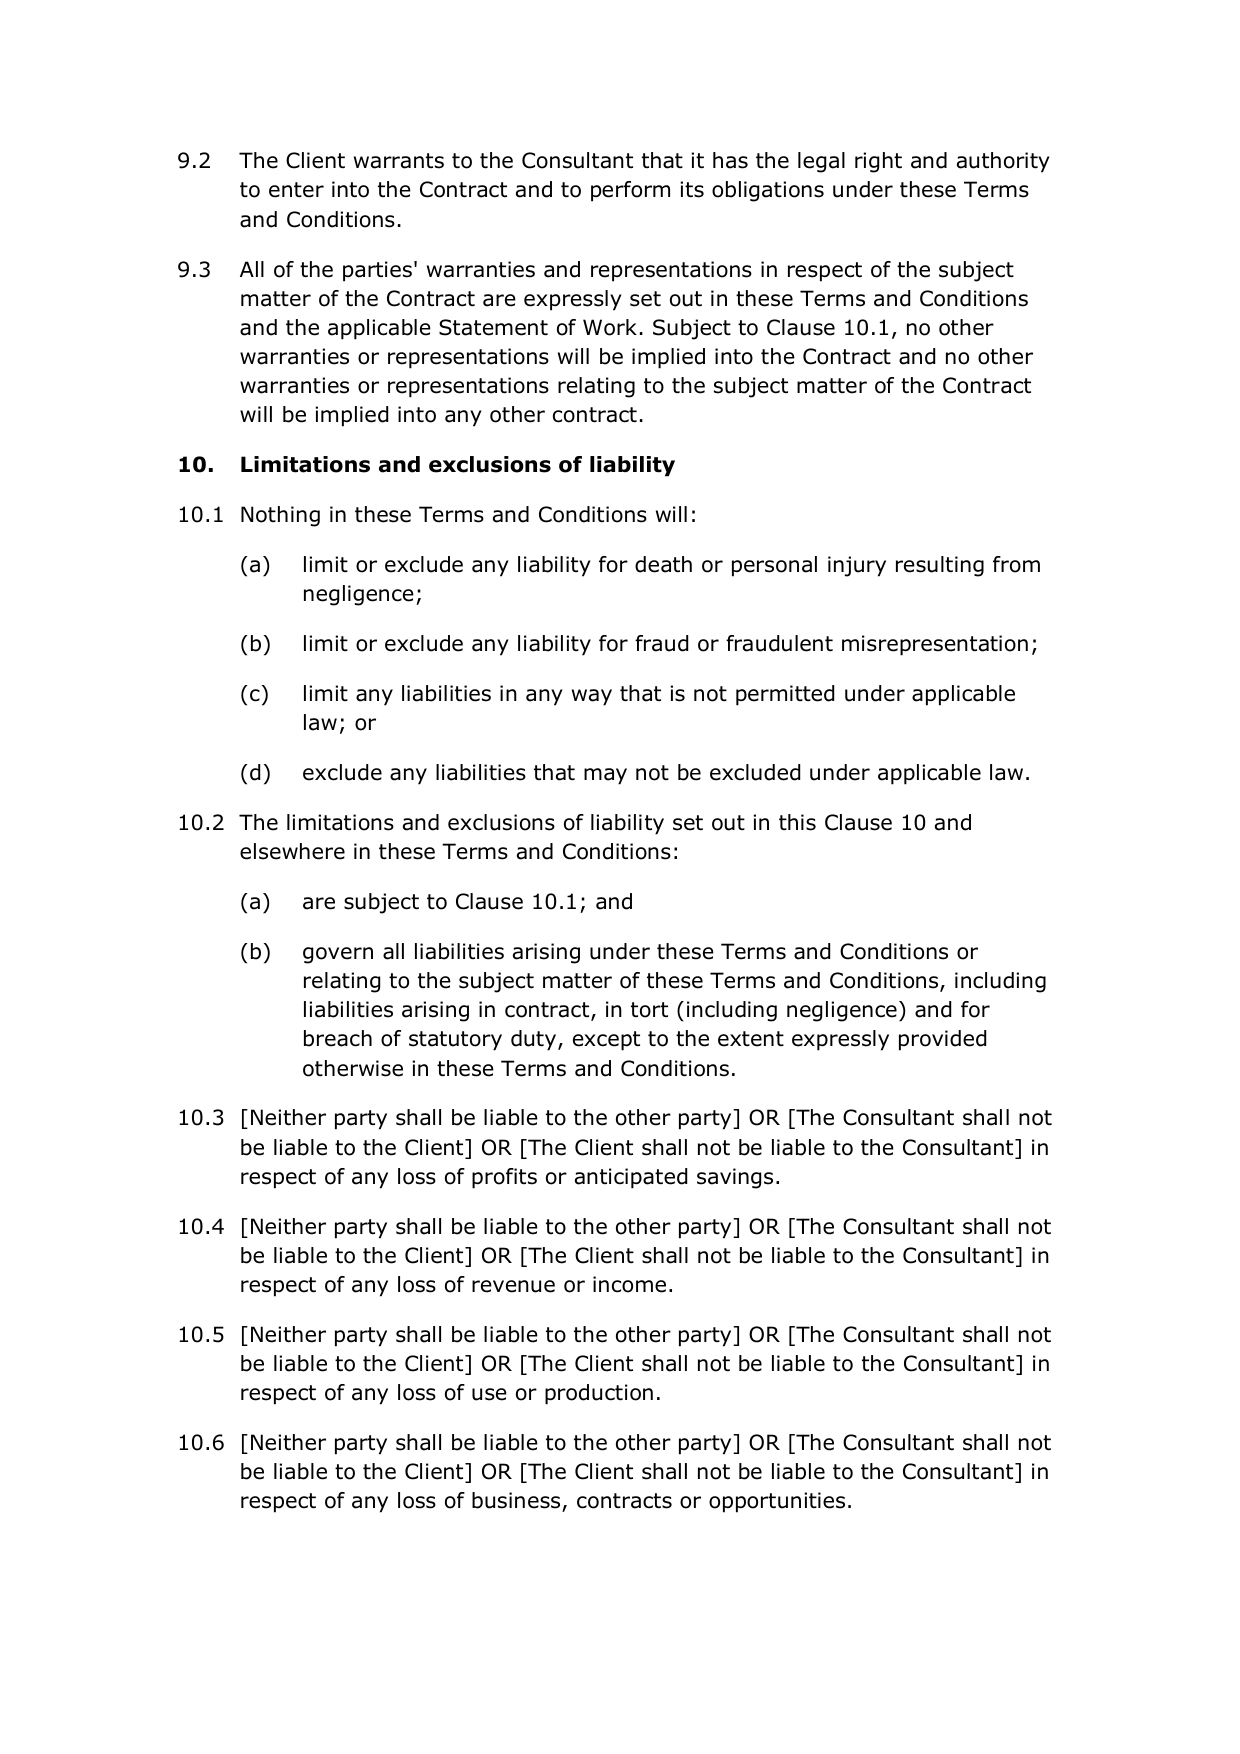 9.2 The Client warrants to the Consultant that it has the legal right and authority
to enter into the Contract and to perform its obligations under these Terms
and Conditions.
9.3 All of the parties' warranties and representations in respect of the subject
matter of the Contract are expressly set out in these Terms and Conditions
and the applicable Statement of Work. Subject to Clause 10.1, no other
warranties or representations will be implied into the Contract and no other
warranties or representations relating to the subject matter of the Contract
will be implied into any other contract.
10. Limitations and exclusions of liability
10.1 Nothing in these Terms and Conditions will:
(a) limit or exclude any liability for death or personal injury resulting from
negligence;
(b) limit or exclude any liability for fraud or fraudulent misrepresentation;
(c) limit any liabilities in any way that is not permitted under applicable
law; or
(d) exclude any liabilities that may not be excluded under applicable law.
10.2 The limitations and exclusions of liability set out in this Clause 10 and
elsewhere in these Terms and Conditions:
(a) are subject to Clause 10.1; and
(b) govern all liabilities arising under these Terms and Conditions or
relating to the subject matter of these Terms and Conditions, including
liabilities arising in contract, in tort (including negligence) and for
breach of statutory duty, except to the extent expressly provided
otherwise in these Terms and Conditions.
10.3 [Neither party shall be liable to the other party] OR [The Consultant shall not
be liable to the Client] OR [The Client shall not be liable to the Consultant] in
respect of any loss of profits or anticipated savings.
10.4 [Neither party shall be liable to the other party] OR [The Consultant shall not
be liable to the Client] OR [The Client shall not be liable to the Consultant] in
respect of any loss of revenue or income.
10.5 [Neither party shall be liable to the other party] OR [The Consultant shall not
be liable to the Client] OR [The Client shall not be liable to the Consultant] in
respect of any loss of use or production.
10.6 [Neither party shall be liable to the other party] OR [The Consultant shall not
be liable to the Client] OR [The Client shall not be liable to the Consultant] in
respect of any loss of business, contracts or opportunities.